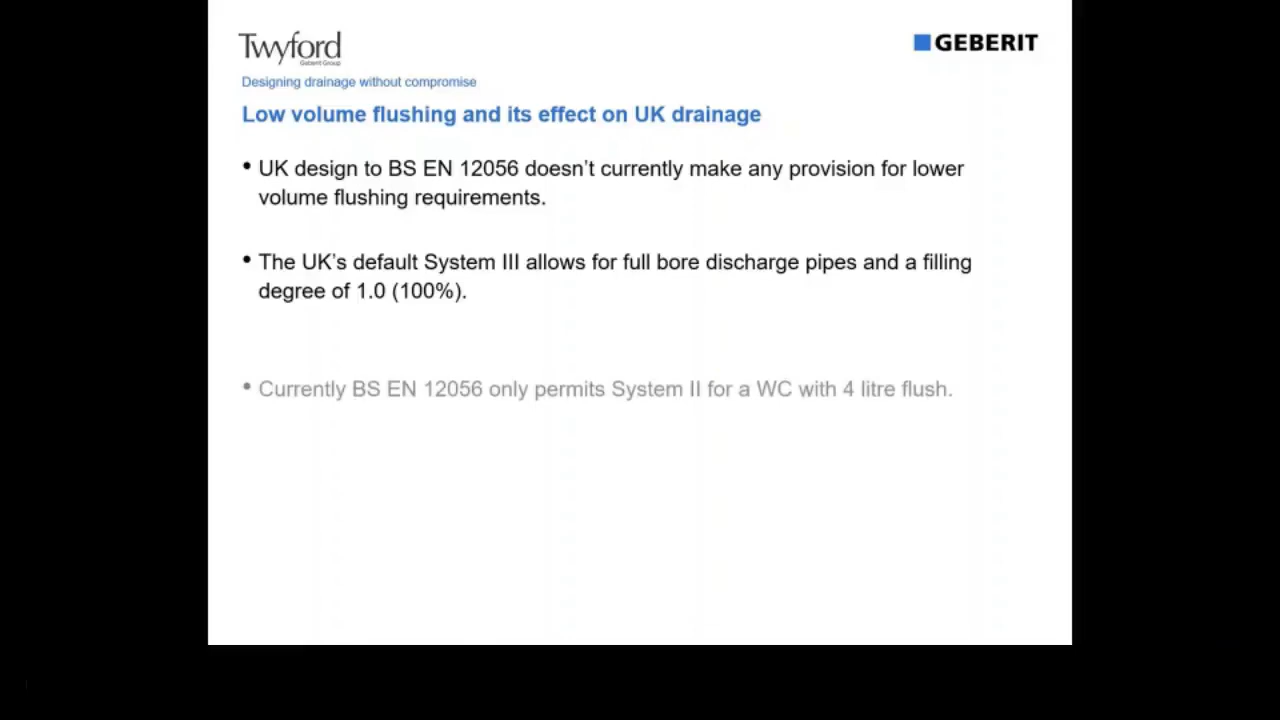 Twyford
Geberit Group
GEBERIT
Designing drainage without compromise
Low volume flushing and its effect on UK drainage
• UK design to BS EN 12056 doesn't currently make any provision for lower
volume flushing requirements.
• The UK's default System III allows for full bore discharge pipes and a filling
degree of 1.0 (100%).
• Currently BS EN 12056 only permits System II for a WC with 4 litre flush.